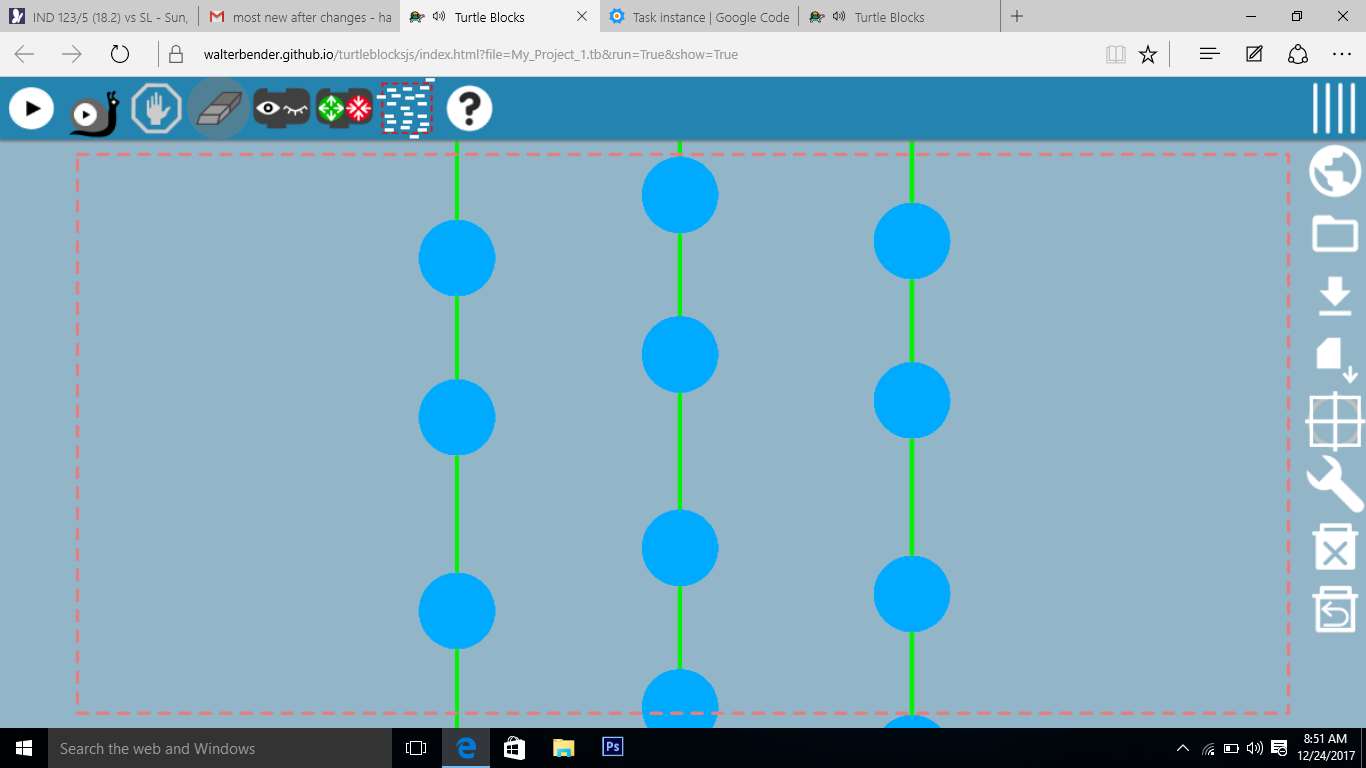 IND 123/5 (18.2) vs SL - Sun,
most new after changes - ha
Turtle Blocks
Task instance | Google Code
Turtle Blocks
walterbender.github.io/turtleblocksjs/index.html?file=My_Project_1.tb&run=True&show=True
?
Search the web and Windows
Ps
8:51 AM
12/24/2017